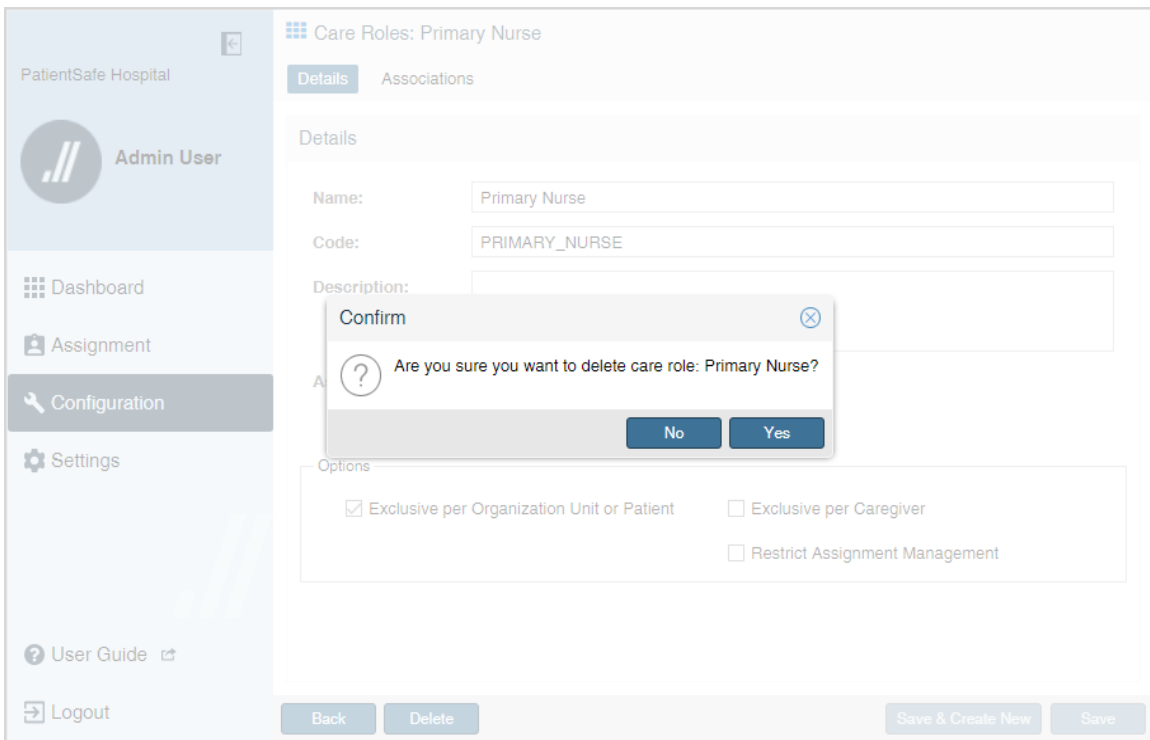 PatientSafe Hospital
Admin User
Dashboard
Assignment
Configuration
Settings
User Guide
Logout
Care Roles: Primary Nurse
Details Associations
Details
Name: Primary Nurse
Code: PRIMARY_NURSE
Description:
Confirm
Are you sure you want to delete care role: Primary Nurse?
No Yes
Options
Exclusive per Organization Unit or Patient Exclusive per Caregiver
Restrict Assignment Management
Back Delete Save & Create New Save